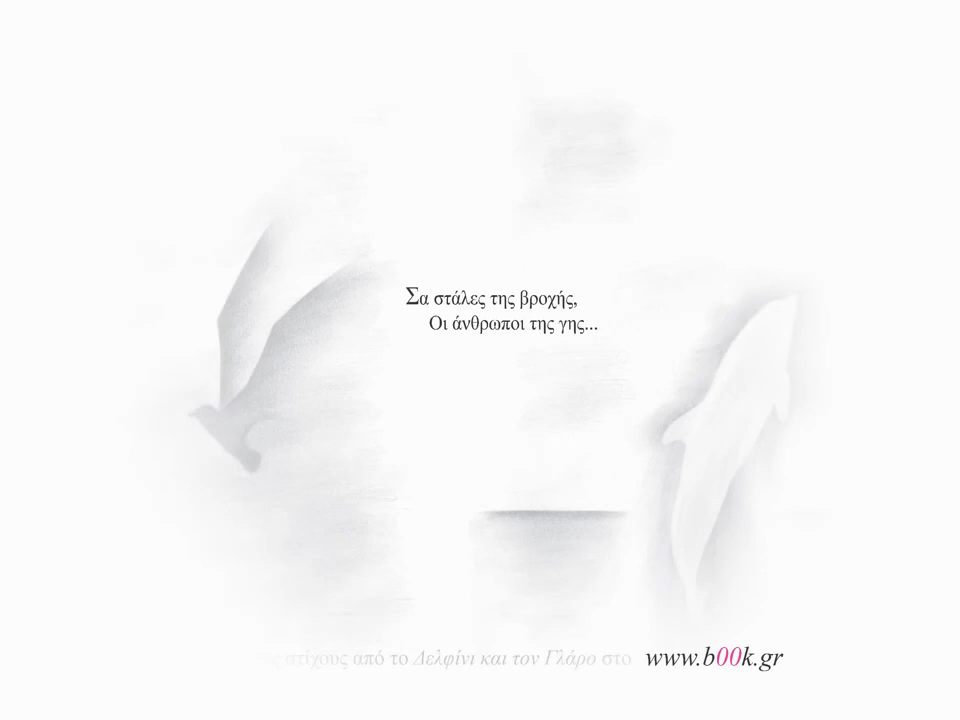 Σα στάλες της βροχής,
Οι άνθρωποι της γης...
στίχους από το Δελφίνι και τον Γλάρο στο www.b00k.gr